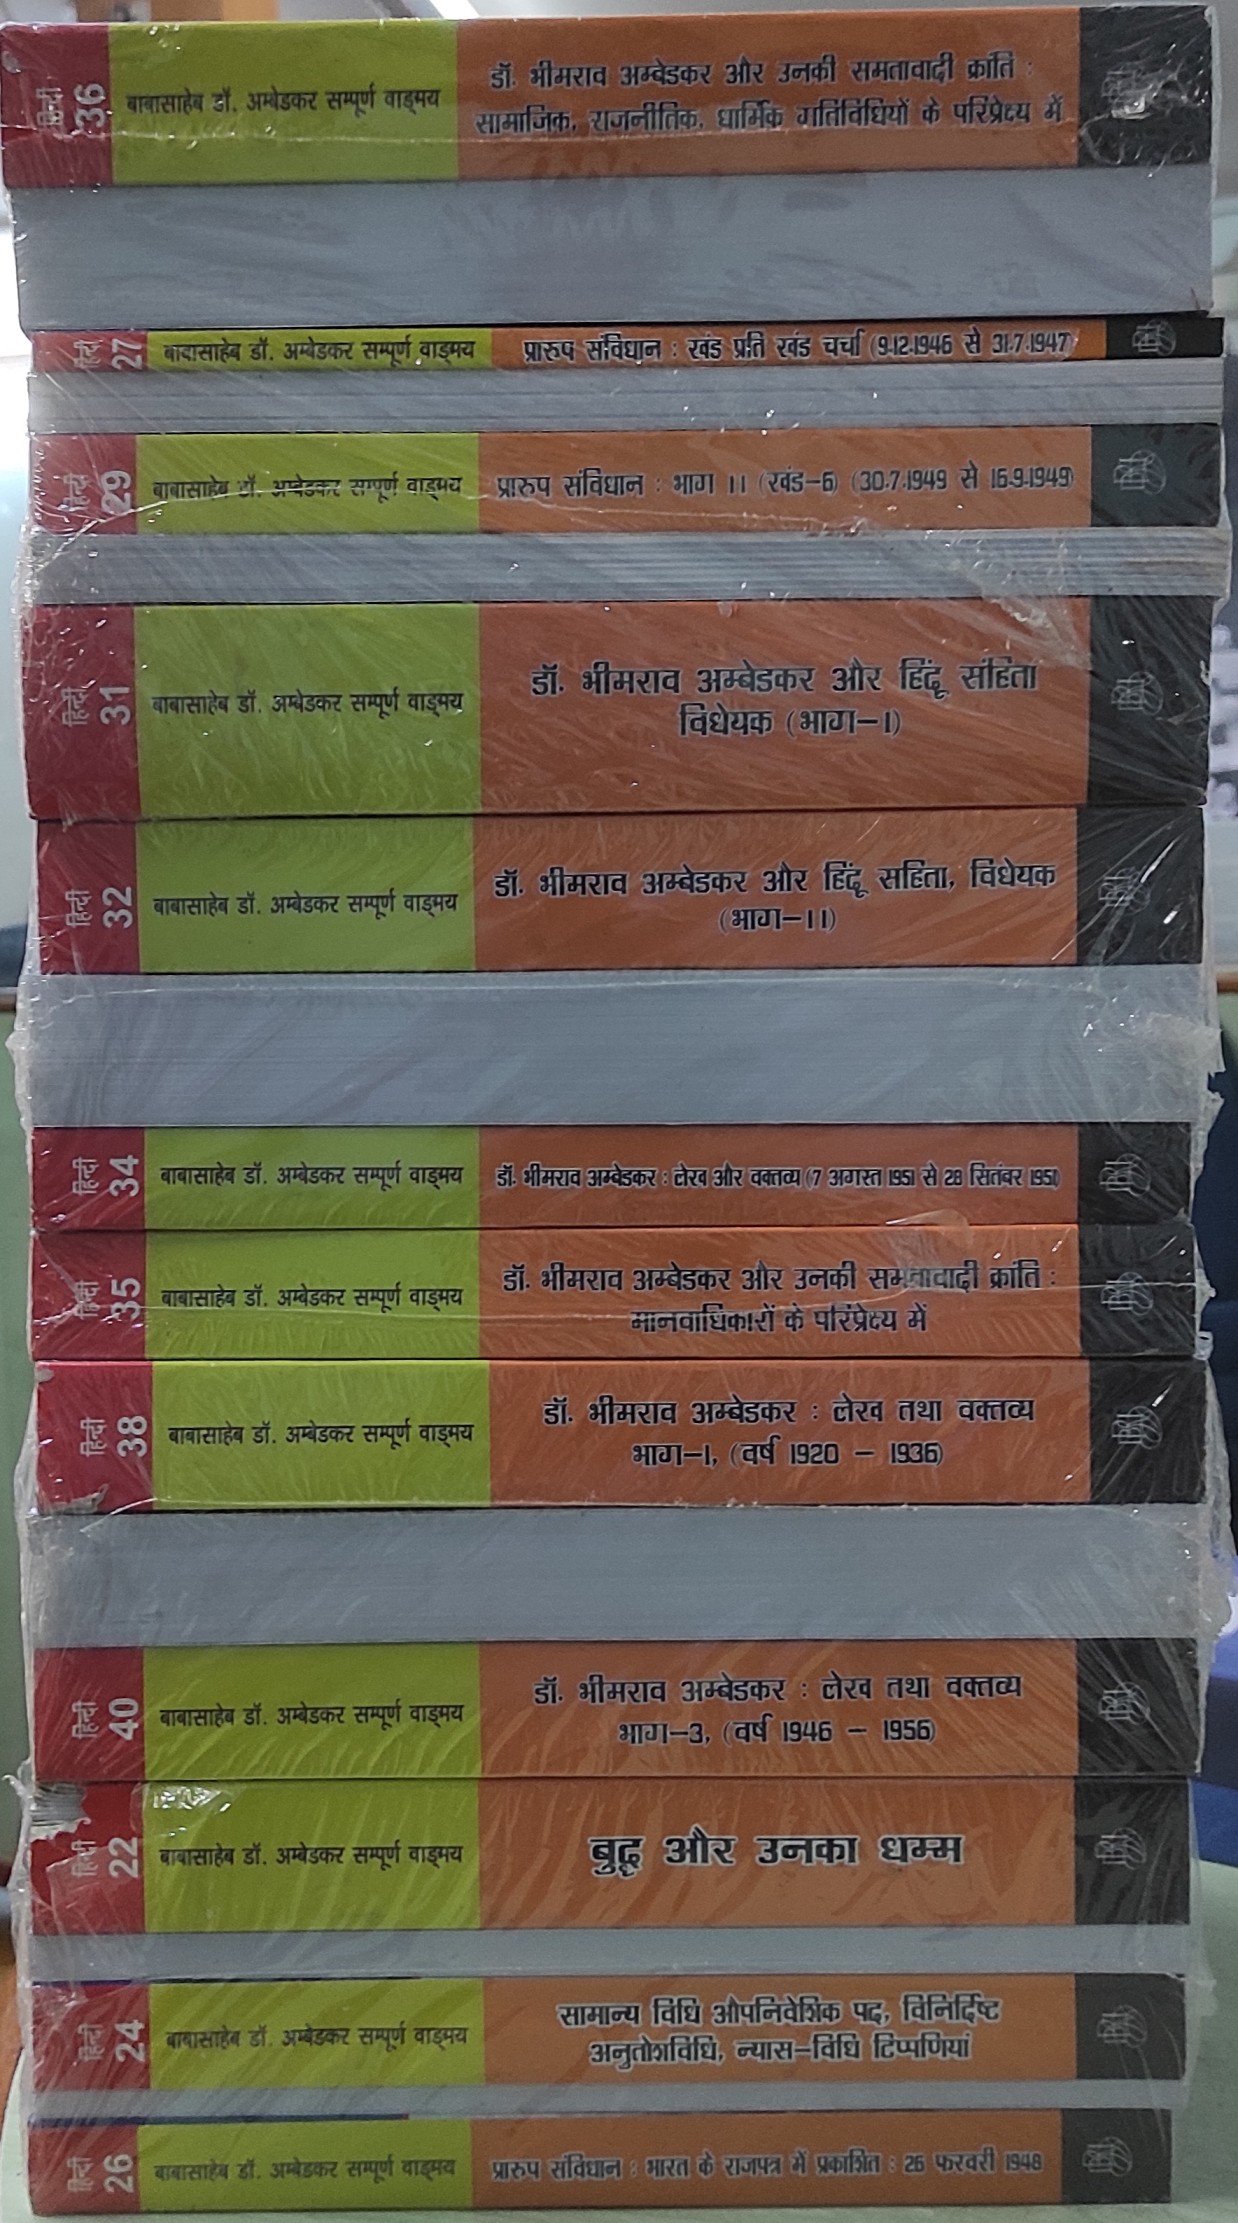 हिन्दी
36
बाबासाहेब डॉ. अम्बेडकर सम्पूर्ण वाड्मय
डॉ. भीमराव अम्बेडकर और उनकी समतावादी क्रांति :
सामाजिक, राजनीतिक, धार्मिक गतिविधियों के परिप्रेक्ष्य में
हिन्दी
27
बाबासाहेब डॉ. अम्बेडकर सम्पूर्ण वाड्मय
प्रारुप संविधान : खंड प्रति खंड चर्चा (9.12.1946 से 31.7.1947)
हिन्दी
29
बाबासाहेब डॉ. अम्बेडकर सम्पूर्ण वाड्मय
प्रारुप संविधान : भाग II (खंड-6) (30.7.1949 से 16.9.1949)
हिन्दी
31
बाबासाहेब डॉ. अम्बेडकर सम्पूर्ण वाड्मय
डॉ. भीमराव अम्बेडकर और हिंदू संहिता
विधेयक (भाग-I)
हिन्दी
32
बाबासाहेब डॉ. अम्बेडकर सम्पूर्ण वाड्मय
डॉ. भीमराव अम्बेडकर और हिंदू सहिता, विधेयक
(भाग-II)
हिन्दी
34
बाबासाहेब डॉ. अम्बेडकर सम्पूर्ण वाड्मय
डॉ. भीमराव अम्बेडकर : लेख और वक्तव्य (7 अगस्त 1951 से 28 सितंबर 1951)
हिन्दी
35
बाबासाहेब डॉ. अम्बेडकर सम्पूर्ण वाड्मय
डॉ. भीमराव अम्बेडकर और उनकी समतावादी क्रांति :
मानवाधिकारों के परिप्रेक्ष्य में
हिन्दी
38
बाबासाहेब डॉ. अम्बेडकर सम्पूर्ण वाड्मय
डॉ. भीमराव अम्बेडकर : लेख तथा वक्तव्य
भाग-1, (वर्ष 1920 - 1936)
हिन्दी
40
बाबासाहेब डॉ. अम्बेडकर सम्पूर्ण वाड्मय
डॉ. भीमराव अम्बेडकर : लेख तथा वक्तव्य
भाग-3, (वर्ष 1946 - 1956)
हिन्दी
22
बाबासाहेब डॉ. अम्बेडकर सम्पूर्ण वाड्मय
बुद्ध और उनका धम्म
हिन्दी
24
बाबासाहेब डॉ. अम्बेडकर सम्पूर्ण वाड्मय
सामान्य विधि औपनिवेशिक पद, विनिर्दिष्ट
अनुतोशविधि, न्यास-विधि टिप्पणियां
हिन्दी
26
बाबासाहेब डॉ. अम्बेडकर सम्पूर्ण वाड्मय
प्रारुप संविधान : भारत के राजपत्र में प्रकाशित : 26 फरवरी 1948